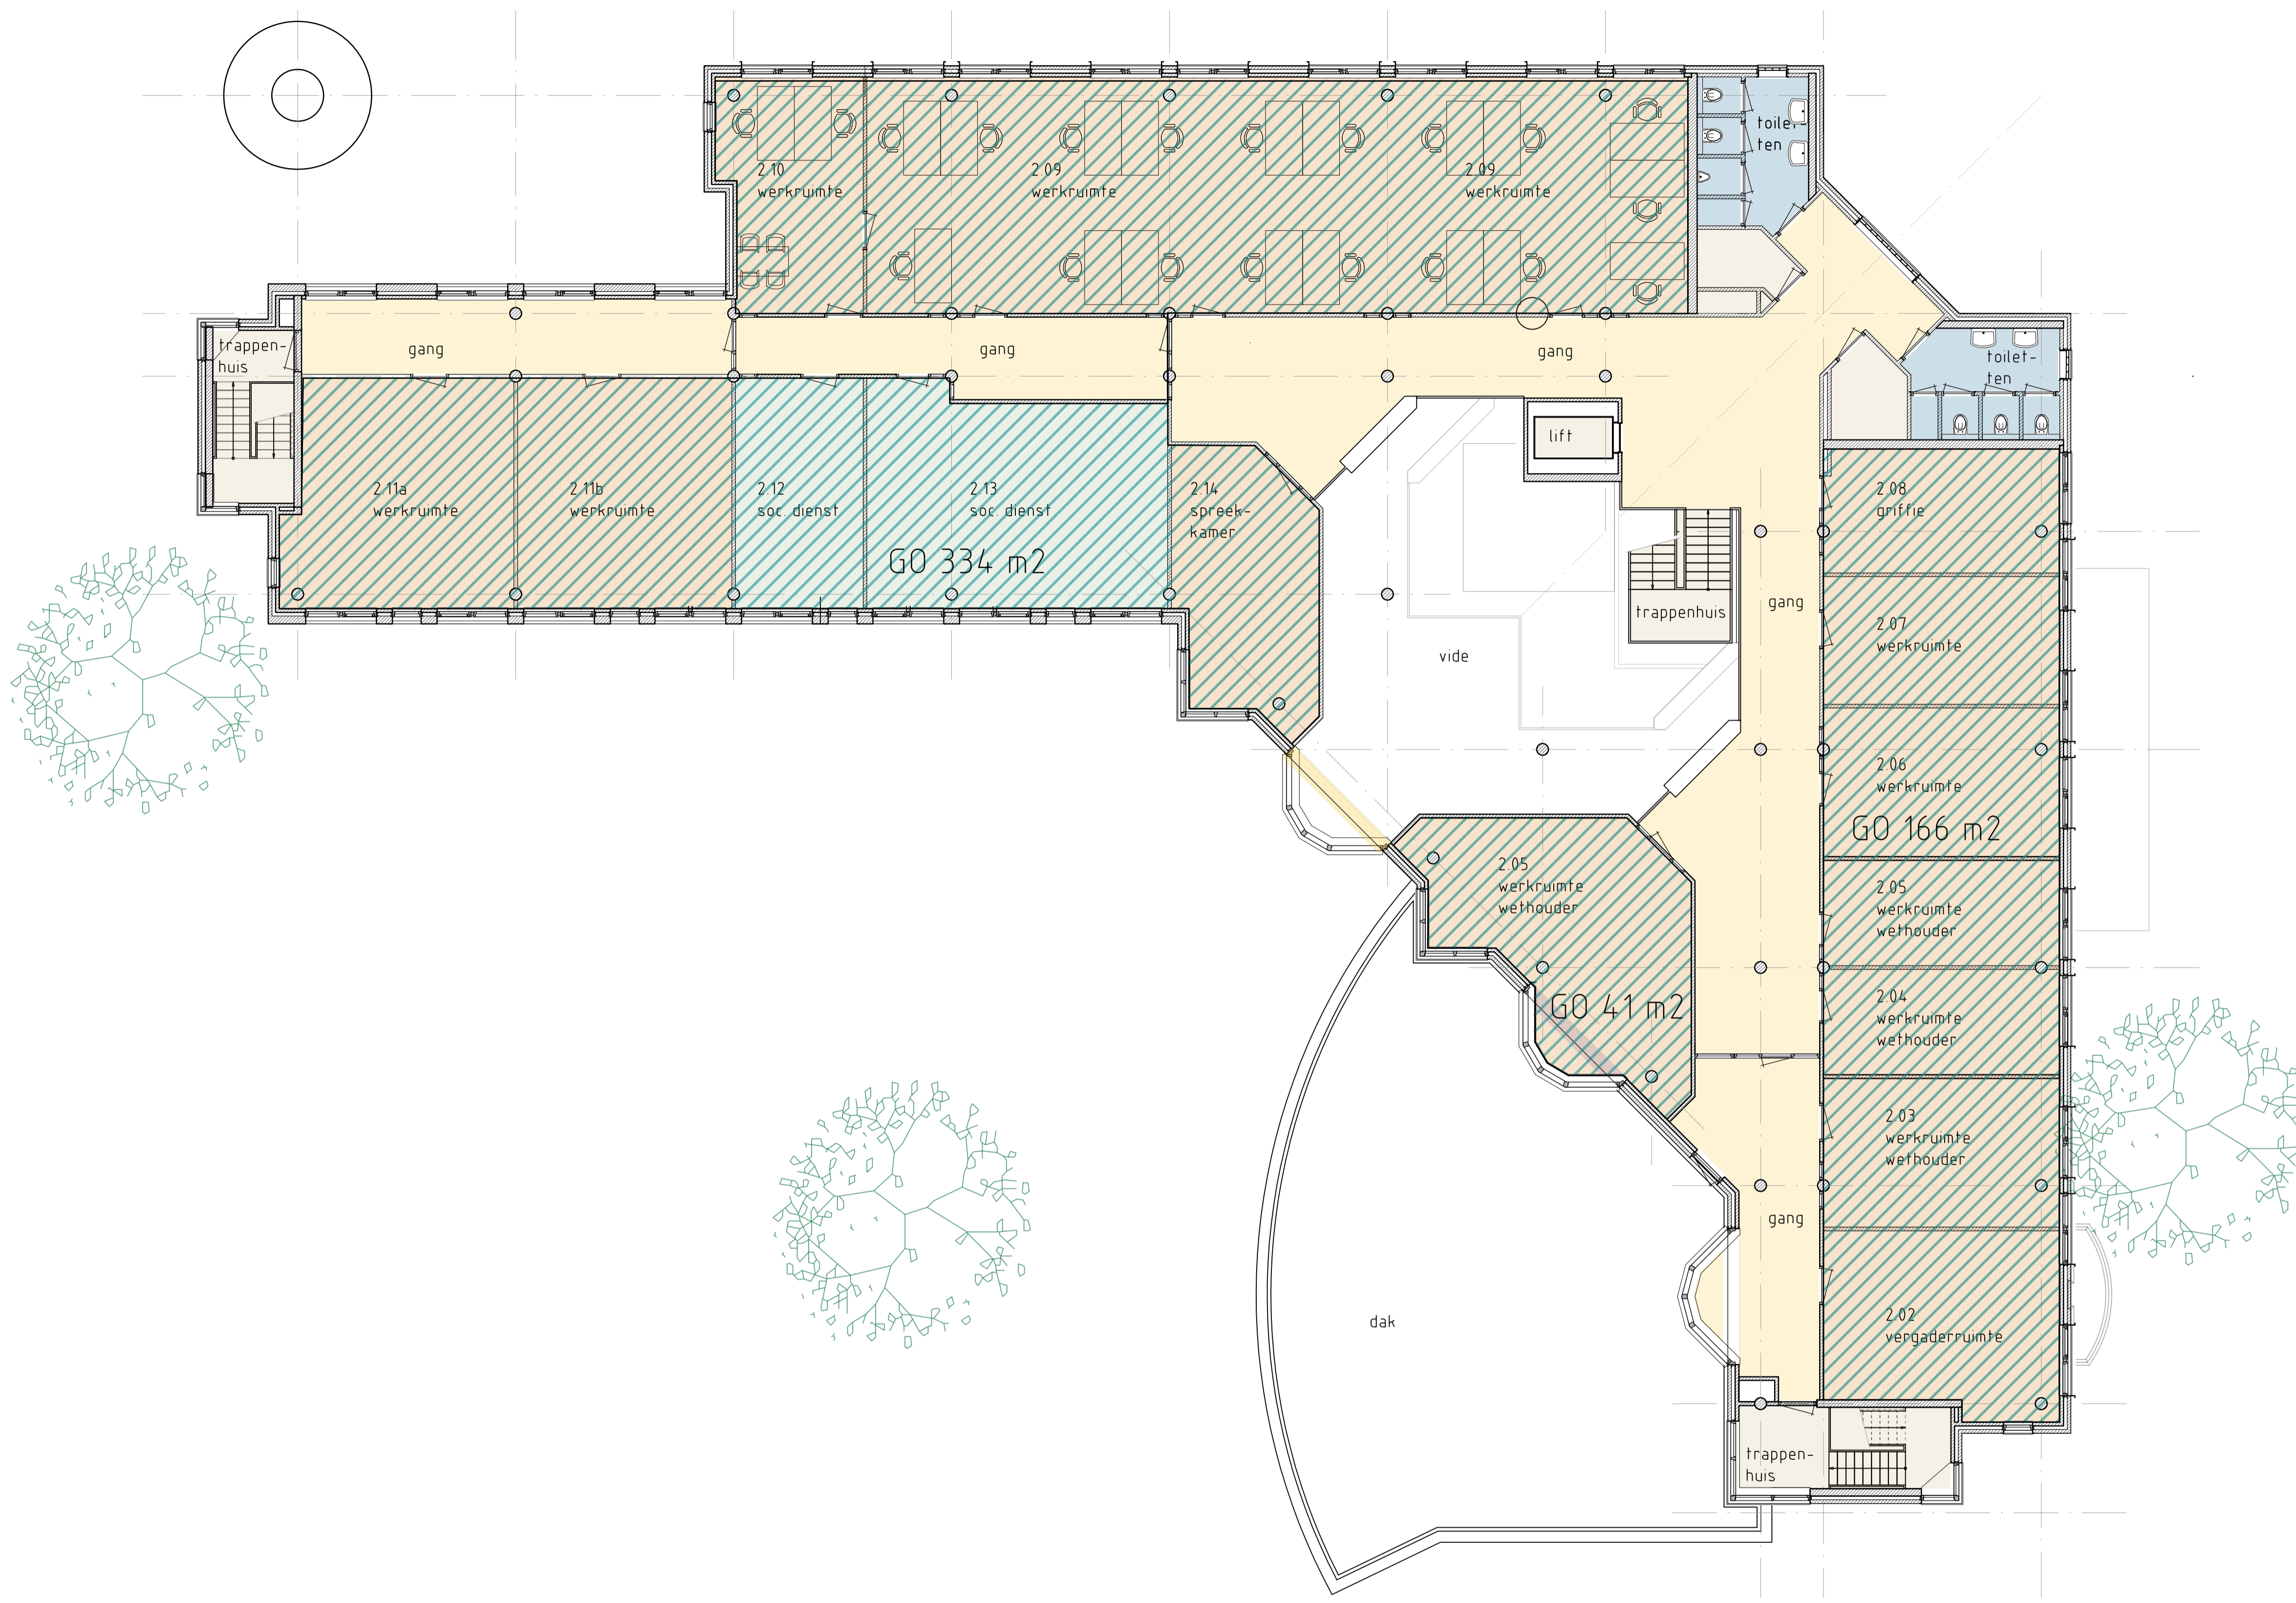 toilet-
ten
2.10
werkruimte
2.09
werkruimte
2.09
werkruimte
trappen-
huis
gang
gang
gang
toilet-
ten
lift
2.11a
werkruimte
2.11b
werkruimte
2.12
soc. dienst
2.13
soc. dienst
2.14
spreek-
kamer
GO 334 m2
2.08
griffie
trappenhuis
gang
2.07
werkruimte
vide
2.06
werkruimte
GO 166 m2
2.05
werkruimte
wethouder
2.05
werkruimte
wethouder
GO 41 m2
2.04
werkruimte
wethouder
2.03
werkruimte
wethouder
gang
dak
2.02
vergaderruimte
trappen-
huis